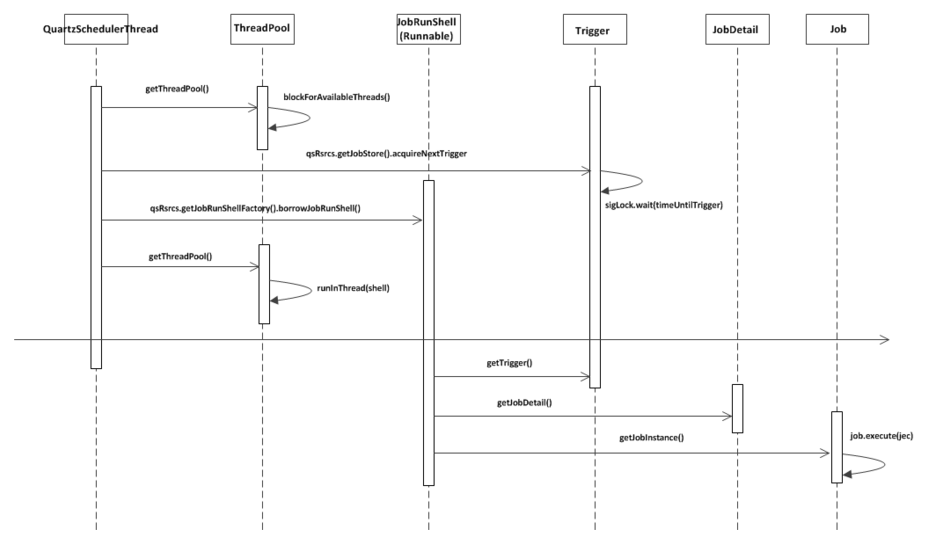 QuartzSchedulerThread
ThreadPool
JobRunShell
(Runnable)
Trigger
JobDetail
Job
getThreadPool()
blockForAvailableThreads()
qsRsrcs.getJobStore().acquireNextTrigger
sigLock.wait(timeUntilTrigger)
qsRsrcs.getJobRunShellFactory().borrowJobRunShell()
getThreadPool()
runInThread(shell)
getTrigger()
getJobDetail()
getJobInstance()
job.execute(jec)